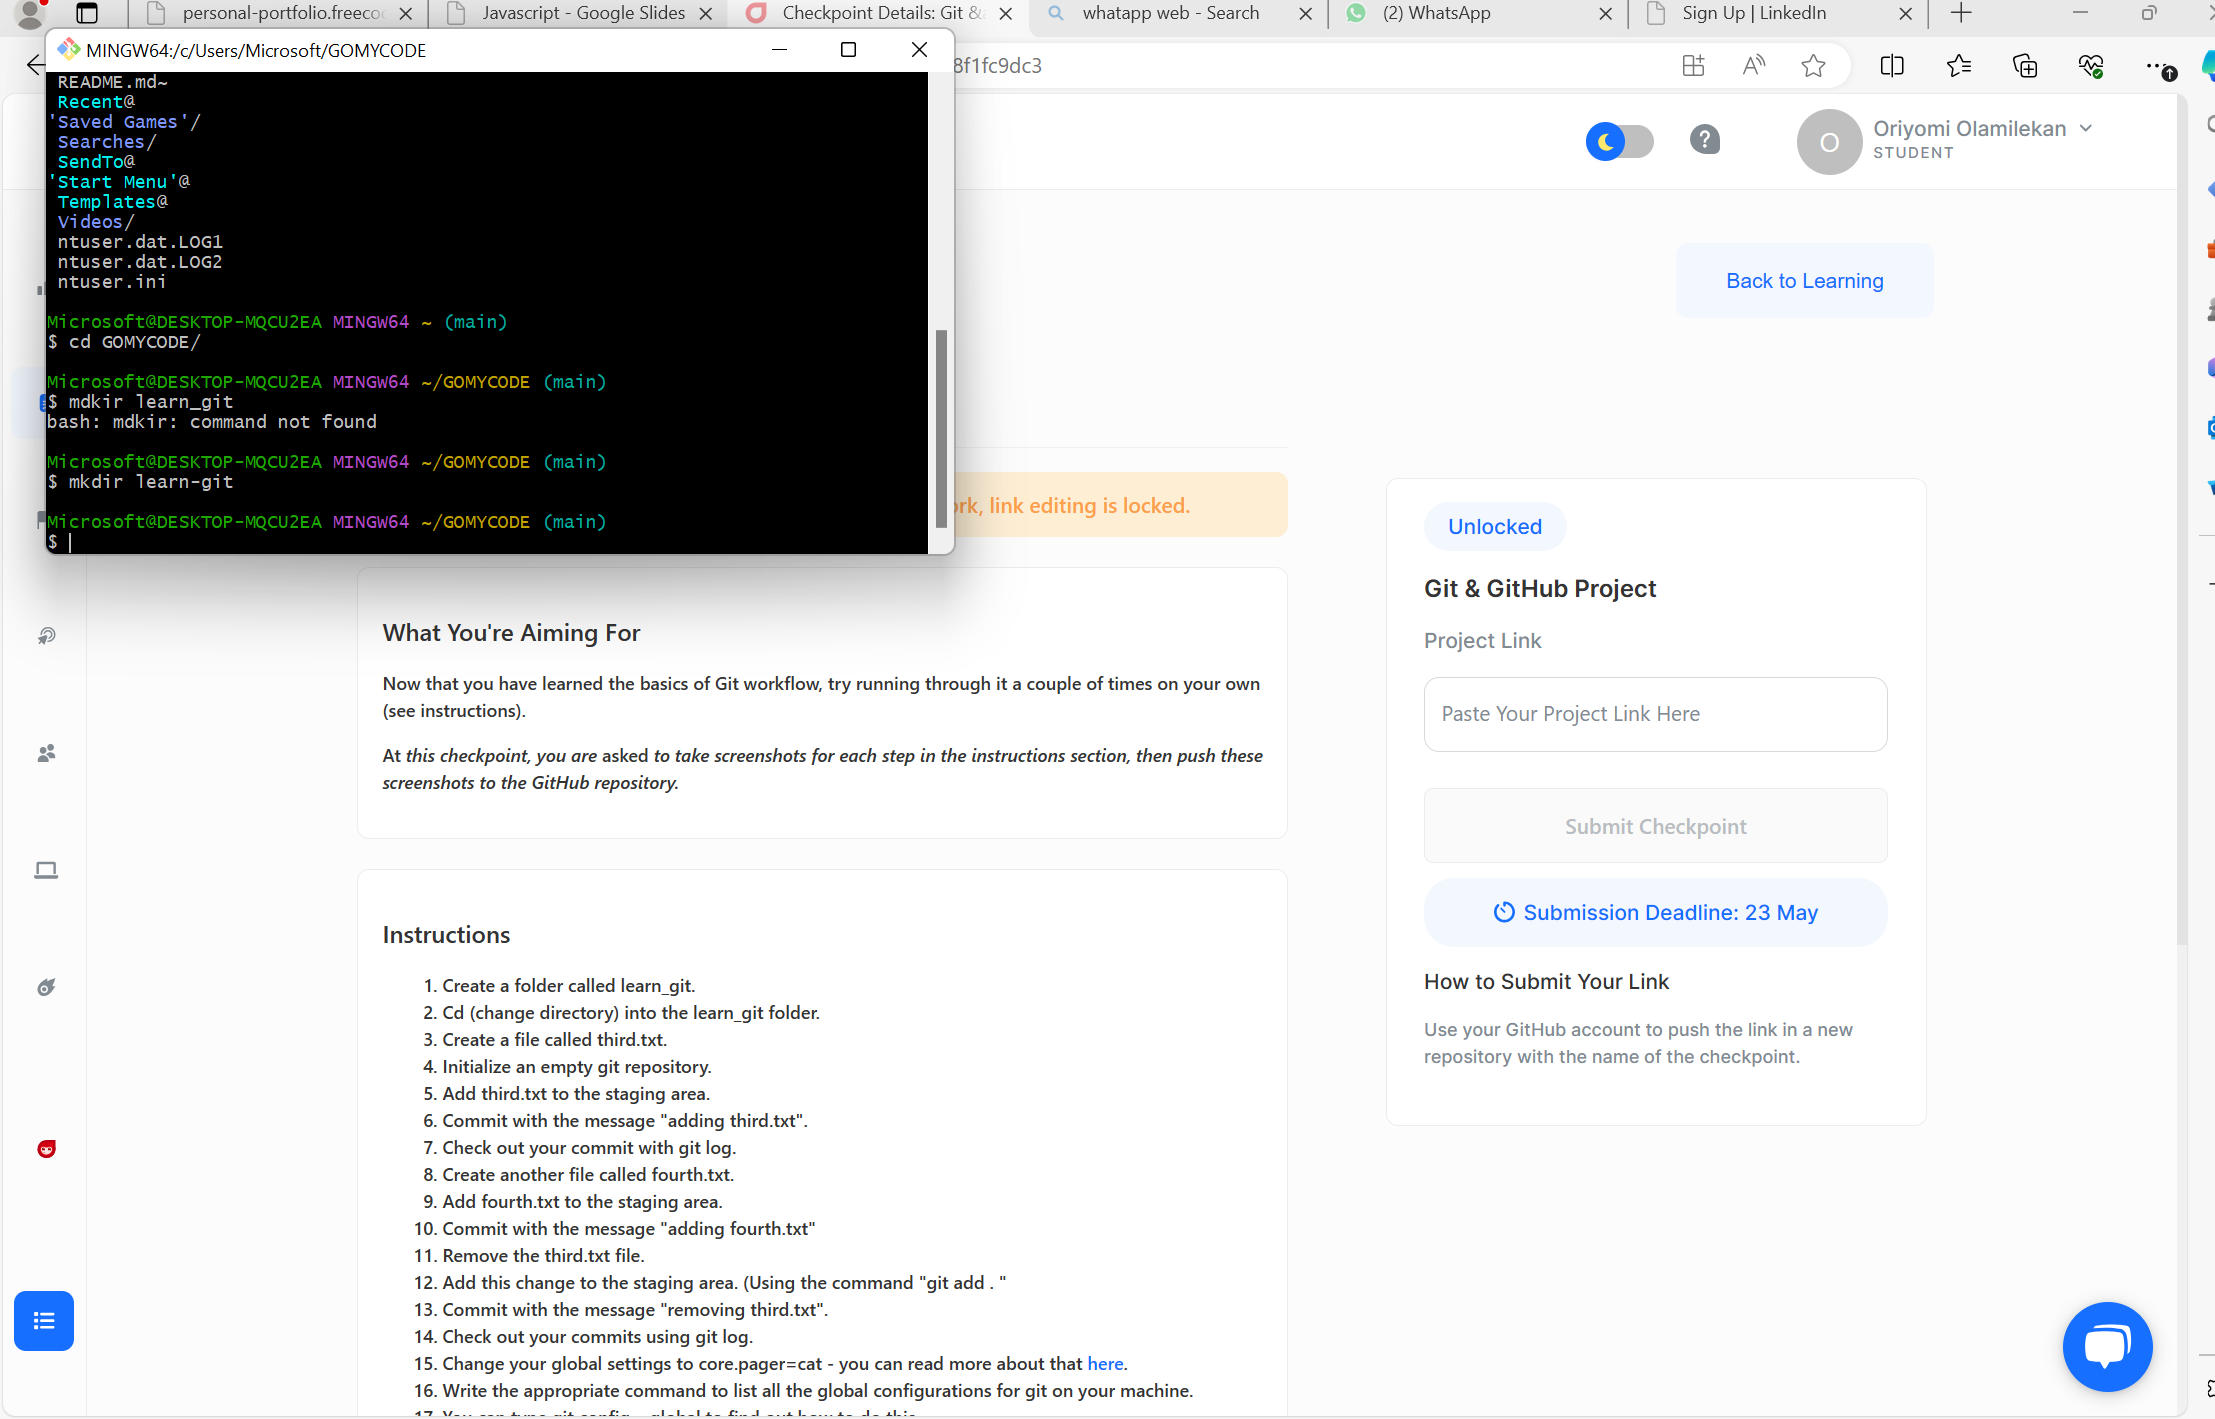 personal-portfolio.freecoc
Javascript - Google Slides
Checkpoint Details: Git &
whatapp web - Search
(2) WhatsApp
Sign Up | LinkedIn
MINGW64:/c/Users/Microsoft/GOMYCODE
8f1fc9dc3
README.md~
Recent@
'Saved Games'/
Searches/
SendTo@
'Start Menu'@
Templates@
Videos/
ntuser.dat.LOG1
ntuser.dat.LOG2
ntuser.ini
Microsoft@DESKTOP-MQCU2EA MINGW64 ~ (main)
$ cd GOMYCODE/
Microsoft@DESKTOP-MQCU2EA MINGW64 ~/GOMYCODE (main)
$ mdkir learn_git
bash: mdkir: command not found
Microsoft@DESKTOP-MQCU2EA MINGW64 ~/GOMYCODE (main)
$ mkdir learn-git
Microsoft@DESKTOP-MQCU2EA MINGW64 ~/GOMYCODE (main)
$
O
Oriyomi Olamilekan
STUDENT
Back to Learning
rk, link editing is locked.
What You're Aiming For
Now that you have learned the basics of Git workflow, try running through it a couple of times on your own
(see instructions).
At this checkpoint, you are asked to take screenshots for each step in the instructions section, then push these
screenshots to the GitHub repository.
Instructions
1. Create a folder called learn_git.
2. Cd (change directory) into the learn_git folder.
3. Create a file called third.txt.
4. Initialize an empty git repository.
5. Add third.txt to the staging area.
6. Commit with the message "adding third.txt".
7. Check out your commit with git log.
8. Create another file called fourth.txt.
9. Add fourth.txt to the staging area.
10. Commit with the message "adding fourth.txt"
11. Remove the third.txt file.
12. Add this change to the staging area. (Using the command "git add . "
13. Commit with the message "removing third.txt".
14. Check out your commits using git log.
15. Change your global settings to core.pager=cat - you can read more about that here.
16. Write the appropriate command to list all the global configurations for git on your machine.
Unlocked
Git & GitHub Project
Project Link
Paste Your Project Link Here
Submit Checkpoint
Submission Deadline: 23 May
How to Submit Your Link
Use your GitHub account to push the link in a new
repository with the name of the checkpoint.